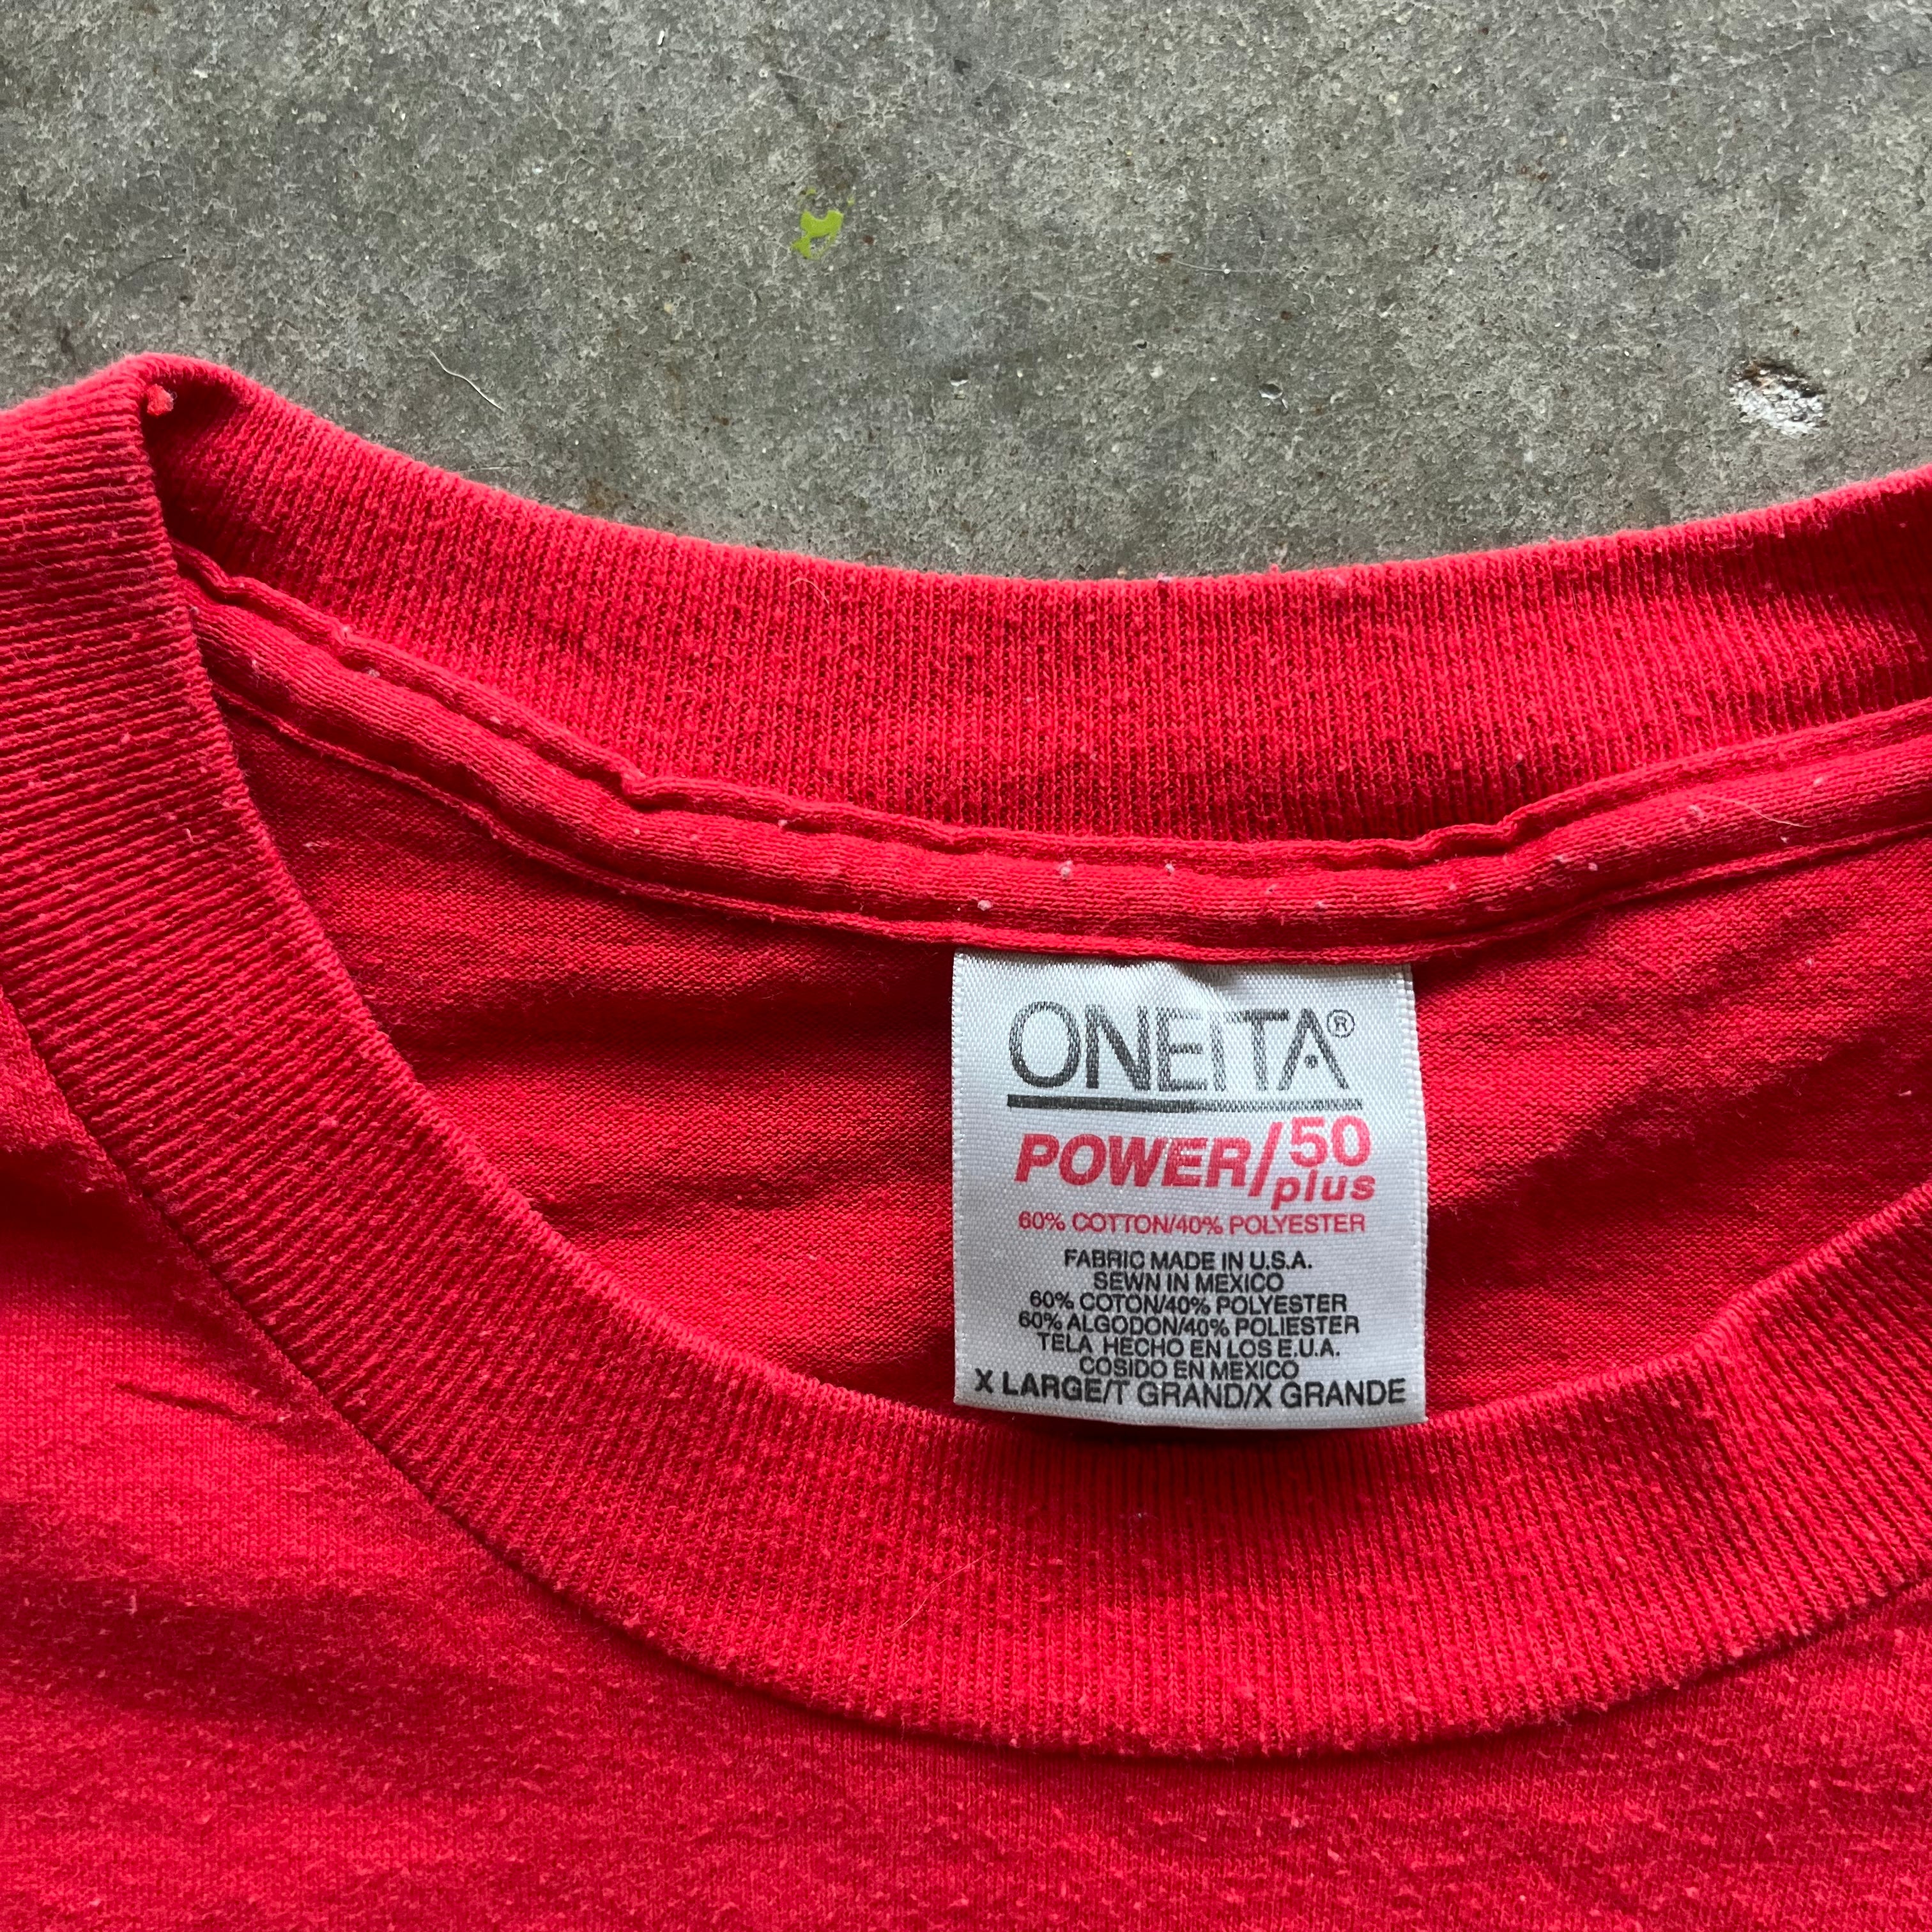 ONEITA®
POWER/50 plus
60% COTTON/40% POLYESTER
FABRIC MADE IN U.S.A.
SEWN IN MEXICO
60% COTON/40% POLYESTER
60% ALGODON/40% POLIESTER
TELA HECHO EN LOS E.U.A.
COSIDO EN MEXICO
X LARGE/T GRAND/X GRANDE